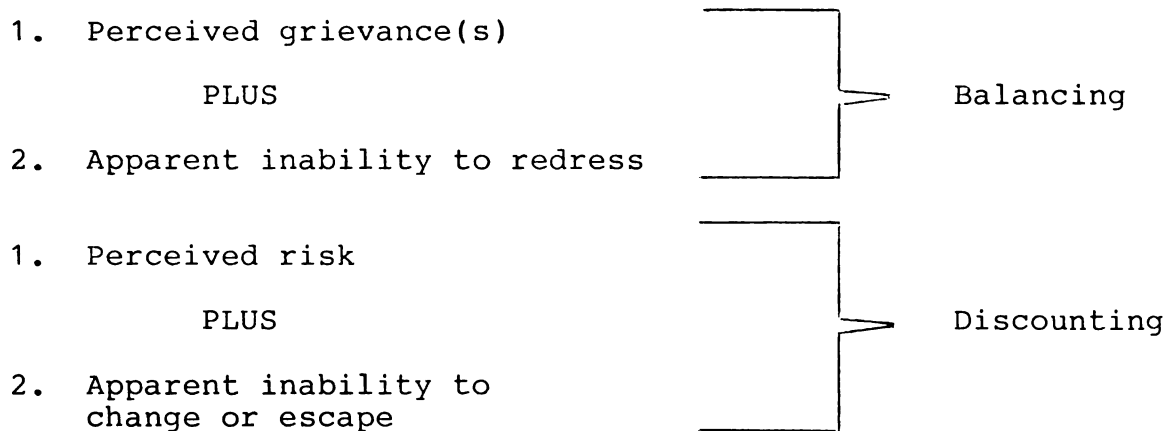 1. Perceived grievance(s)
PLUS
Balancing
2. Apparent inability to redress
1. Perceived risk
PLUS
Discounting
2. Apparent inability to
change or escape